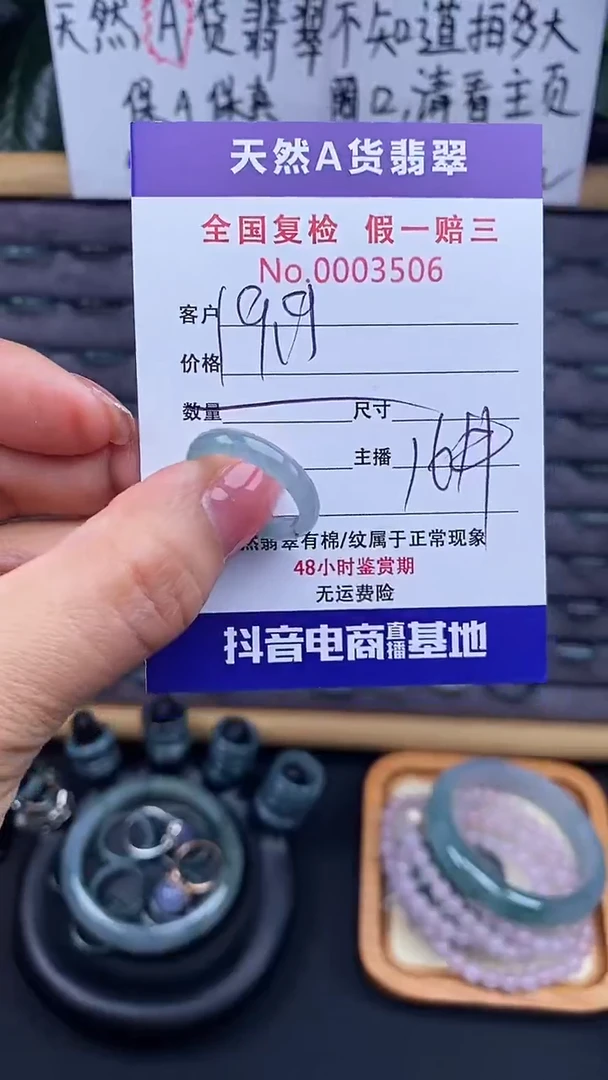 天然A货翡翠不知道拍多大
保A保真 圈口,请看主页
天然A货翡翠
全国复检 假一赔三
No.0003506
客户
199
价格
数量 尺寸
主播 16#
然翡翠有棉/纹属于正常现象
48小时鉴赏期
无运费险
抖音电商直播基地